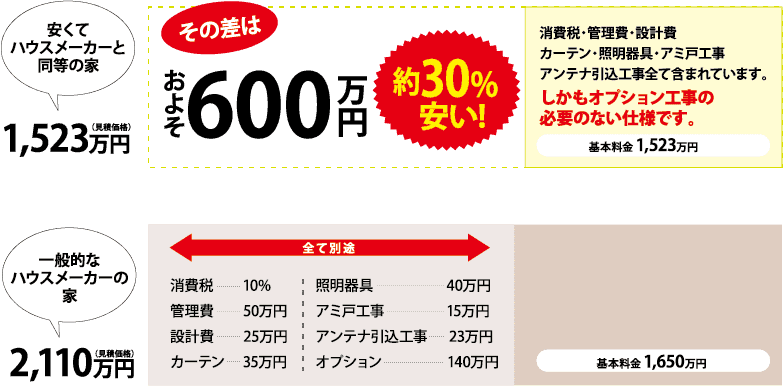 安くて
ハウスメーカーと
同等の家
(見積価格)
1,523万円
その差は
およそ
600万円
約30%
安い!
消費税・管理費・設計費
カーテン・照明器具・アミ戸工事
アンテナ引込工事全て含まれています。
しかもオプション工事の
必要のない仕様です。
基本料金 1,523万円
一般的な
ハウスメーカーの
家
(見積価格)
2,110万円
全て別途
消費税 10%
管理費 50万円
設計費 25万円
カーテン 35万円
照明器具 40万円
アミ戸工事 15万円
アンテナ引込工事 23万円
オプション 140万円
基本料金 1,650万円